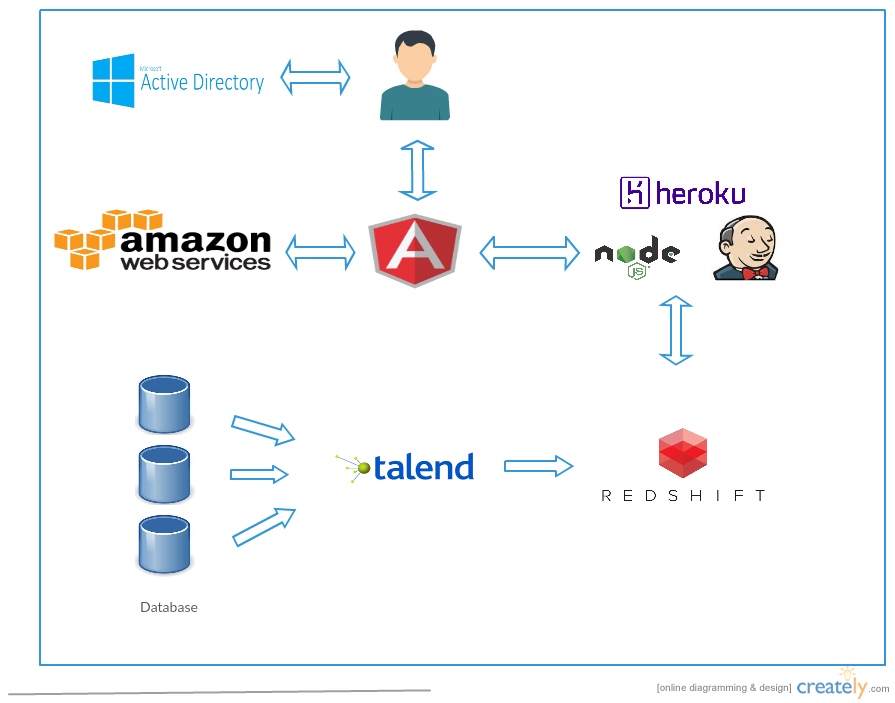 Microsoft
Active Directory
heroku
amazon
web services
node
JS
talend
REDSHIFT
Database
[online diagramming & design] creately.com